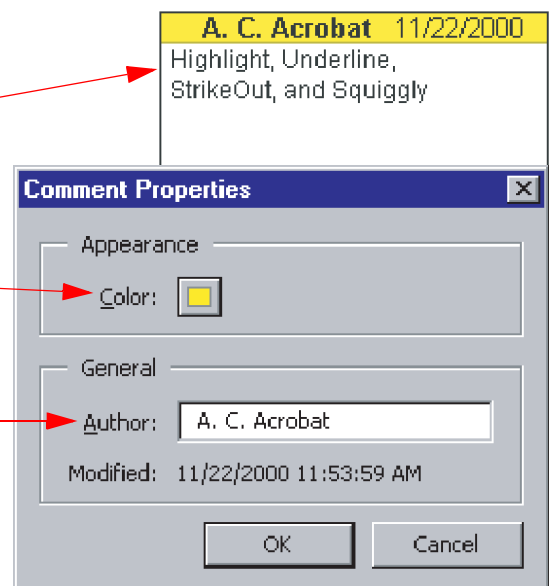 A. C. Acrobat 11/22/2000
Highlight, Underline,
StrikeOut, and Squiggly
Comment Properties
Appearance
Color:
General
Author: A. C. Acrobat
Modified: 11/22/2000 11:53:59 AM
OK Cancel